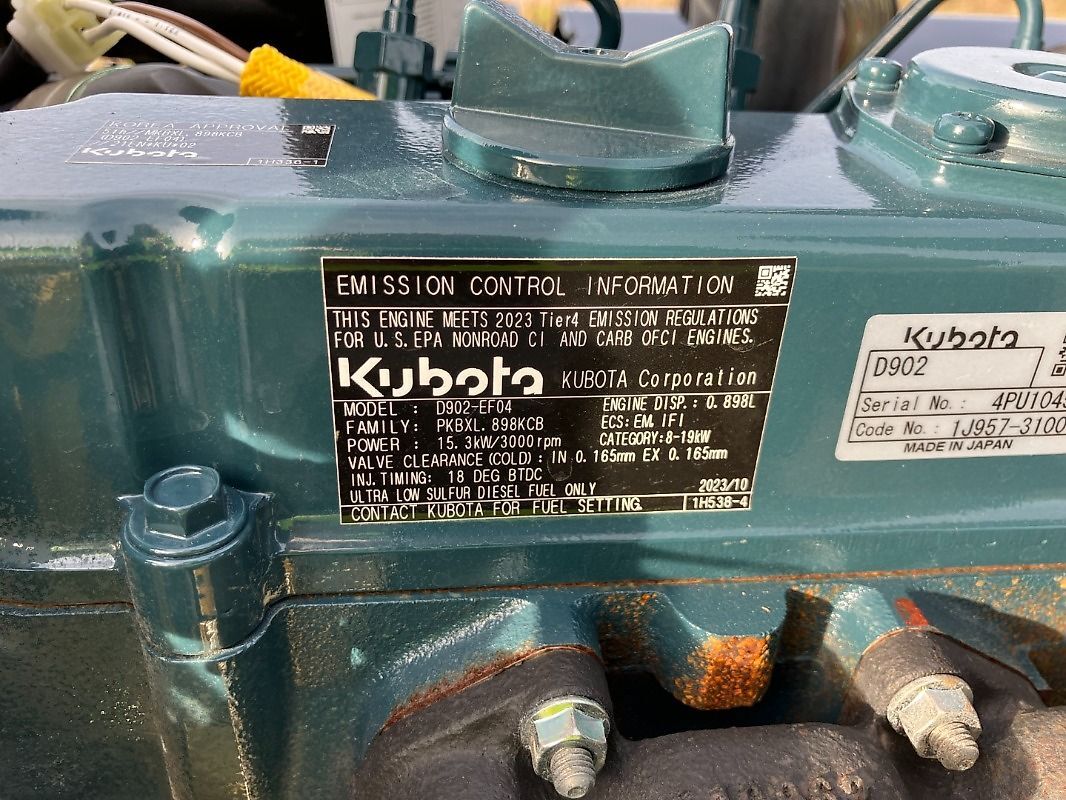 KOREA APPROVAL
Kubota
1H338-1
EMISSION CONTROL INFORMATION
THIS ENGINE MEETS 2023 Tier4 EMISSION REGULATIONS
FOR U.S.EPA NONROAD CI AND CARB OFCI ENGINES.
Kubota KUBOTA Corporation
MODEL : D902-EF04 ENGINE DISP.: 0.898L
FAMILY: PKBXL.898KCB ECS: EM, IFI
POWER : 15.3kW/3000rpm CATEGORY:8-19kW
VALVE CLEARANCE(COLD): IN 0.165mm EX 0.165mm
INJ.TIMING: 18 DEG BTDC
ULTRA LOW SULFUR DIESEL FUEL ONLY 2023/10
CONTACT KUBOTA FOR FUEL SETTING. 1H538-4
Kubota
D902
Serial No.: 4PU104
Code No.: 1J957-3100
MADE IN JAPAN